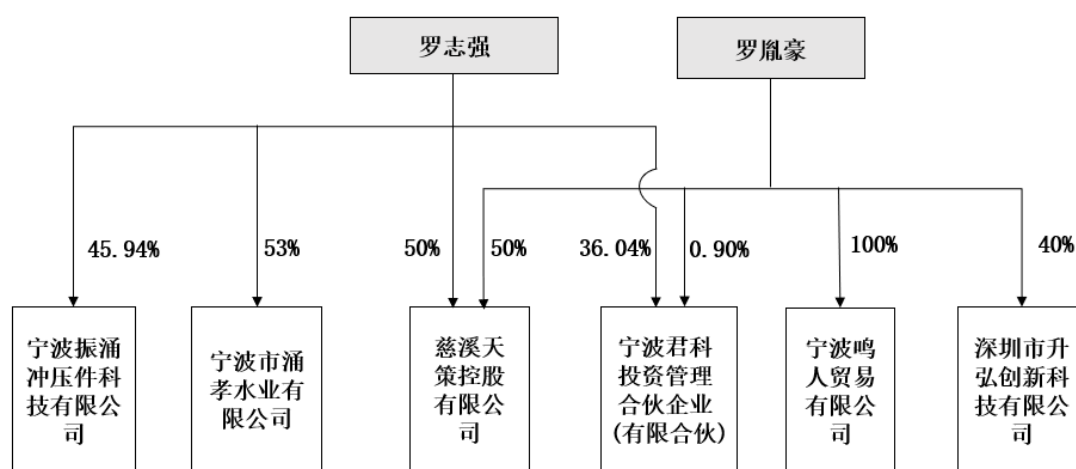 罗志强
罗胤豪
45.94%
53%
50%
50%
36.04%
0.90%
100%
40%
宁波振涌
冲压件科
技有限公
司
宁波市涌
孝水业有
限公司
慈溪天
策控股
有限公
司
宁波君科
投资管理
合伙企业
(有限合伙)
宁波鸣
人贸易
有限公
司
深圳市升
弘创新科
技有限公
司